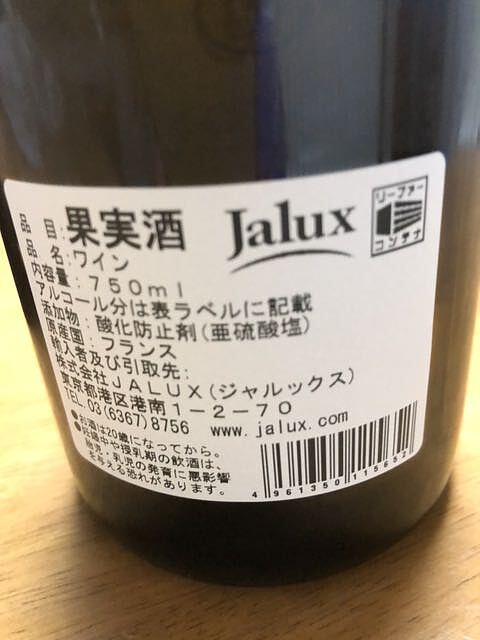 品目:果実酒
Jalux
リーファー
コンテナ
品名:ワイン
内容量:750ml
アルコール分は表ラベルに記載
添加物:酸化防止剤(亜硫酸塩)
原産国:フランス
輸入者及び引取先:
株式会社JALUX(ジャルックス)
東京都港区港南1-2-70
TEL.03(6367)8756 www.jalux.com
●お酒は20歳になってから。
●妊娠中や授乳期の飲酒は、
胎児・乳児の発育に悪影響
を与える恐れがあります。
4 961350 115652